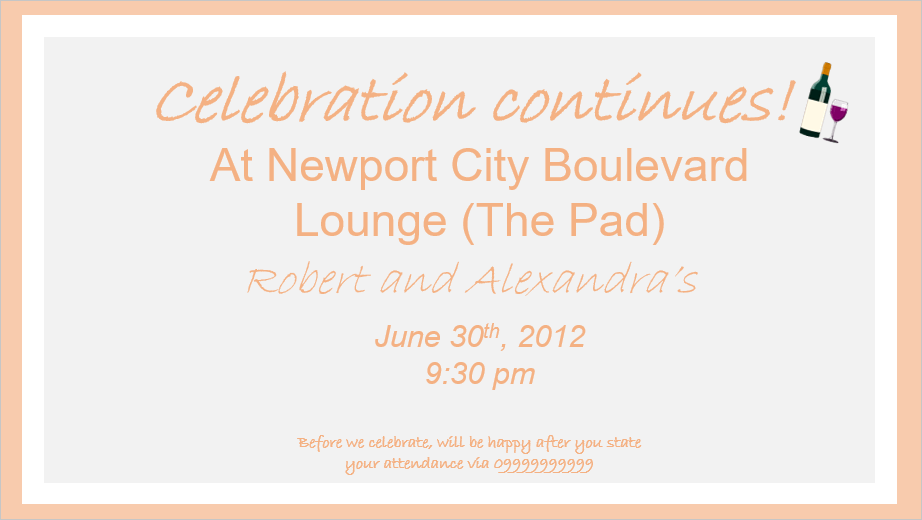 Celebration continues!
At Newport City Boulevard
Lounge (The Pad)
Robert and Alexandra's
June 30th, 2012
9:30 pm
Before we celebrate, will be happy after you state
your attendance via 09999999999